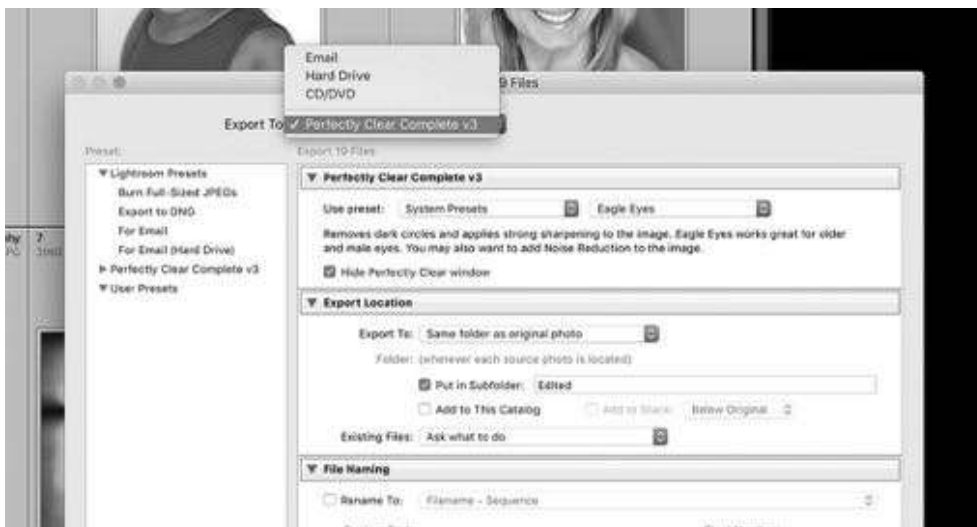 Email
Hard Drive
CD/DVD
9 Files
Export To
✓ Perfectly Clear Complete v3
Preset:
Export 19 Files
▼ Lightroom Presets
Burn Full-Sized JPEGs
Export to DNG
For Email
For Email (Hard Drive)
▶ Perfectly Clear Complete v3
▼ User Presets
▼ Perfectly Clear Complete v3
Use preset: System Presets Eagle Eyes
Removes dark circles and applies strong sharpening to the image. Eagle Eyes works great for older
and male eyes. You may also want to add Noise Reduction to the image.
Hide Perfectly Clear window
▼ Export Location
Export To: Same folder as original photo
Folder: (wherever each source photo is located)
Put in Subfolder: Edited
Add to This Catalog Add to Stack: Below Original
Existing Files: Ask what to do
▼ File Naming
Rename To: Filename - Sequence
hy 7